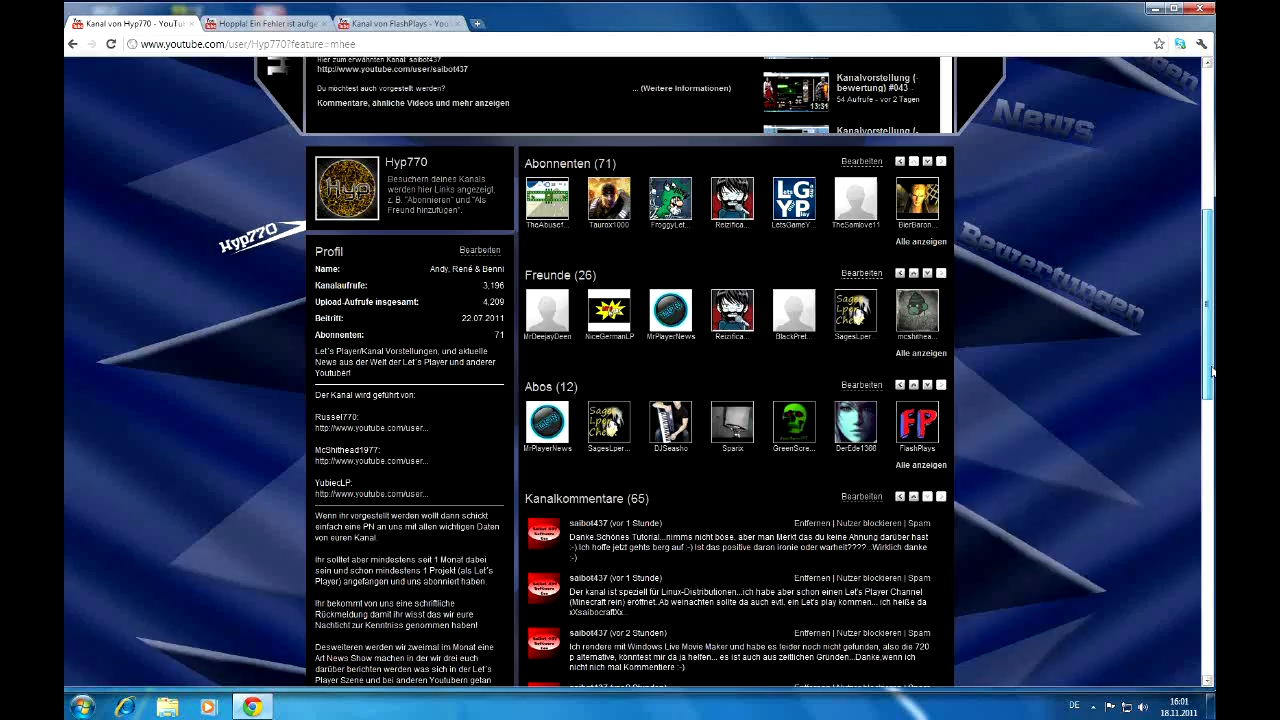 Kanal von Hyp770 - YouTu
Hoppla! Ein Fehler ist aufge
Kanal von FlashPlays - You
www.youtube.com/user/Hyp770?feature=mhee
Hier zum erwähnten Kanal: saibot437
http://www.youtube.com/user/saibot437
Du möchtest auch vorgestellt werden?
... (Weitere Informationen)
Kommentare, ähnliche Videos und mehr anzeigen
Kanalvorstellung (-
bewertung) #043
54 Aufrufe - vor 2 Tagen
13:31
Kanalvorstellung (-
News
Hyp770
Bewertungen
Hyp770
Besuchern deines Kanals
werden hier Links angezeigt,
z. B. "Abonnieren" und "Als
Freund hinzufügen".
Profil
Bearbeiten
Name: Andy, René & Benni
Kanalaufrufe: 3,196
Upload-Aufrufe insgesamt: 4,209
Beitritt: 22.07.2011
Abonnenten: 71
Let´s Player/Kanal Vorstellungen, und aktuelle
News aus der Welt der Let´s Player und anderer
Youtuber!
Der Kanal wird geführt von:
Russel770:
http://www.youtube.com/user...
McShithead1977:
http://www.youtube.com/user...
YubiecLP:
http://www.youtube.com/user...
Wenn ihr vorgestellt werden wollt dann schickt
einfach eine PN an uns mit allen wichtigen Daten
von euren Kanal.
Ihr solltet aber mindestens seit 1 Monat dabei
sein und schon mindestens 1 Projekt (als Let´s
Player) angefangen und uns abonniert haben.
Ihr bekommt von uns eine schriftliche
Rückmeldung damit ihr wisst das wir eure
Nachticht zur Kenntniss genommen haben!
Desweiteren werden wir zweimal im Monat eine
Art News Show machen in der wir drei euch
darüber berichten werden was sich in der Let´s
Player Szene und bei anderen Youtubern getan
Abonnenten (71)
Bearbeiten
TheAbusef... Taurox1000 FroggyLet... Reizifica... LetsGameY... TheSamlove11 BierBaron...
Alle anzeigen
Freunde (26)
Bearbeiten
MrDeejayDeen NiceGermanLP MrPlayerNews Reizifica... BlackPret... SagesLper... mcshithea...
Alle anzeigen
Abos (12)
Bearbeiten
MrPlayerNews SagesLper... DJSeasho Sparix GreenScre... DerEde1366 FlashPlays
Alle anzeigen
Kanalkommentare (65)
Bearbeiten
saibot437 (vor 1 Stunde)
Entfernen | Nutzer blockieren | Spam
Danke.Schönes Tutorial...nimms nicht böse, aber man Merkt das du keine Ahnung darüber hast
:-).Ich hoffe jetzt gehts berg auf :-) Ist das positive daran ironie oder warheit????...Wirklich danke
:-)
saibot437 (vor 1 Stunde)
Entfernen | Nutzer blockieren | Spam
Der kanal ist speziell für Linux-Distributionen...ich habe aber schon einen Let's Player Channel
(Minecraft rein) eröffnet..Ab weinachten sollte da auch evtl. ein Let's play kommen... ich heiße da
xXsaibocraftXx..
saibot437 (vor 2 Stunden)
Entfernen | Nutzer blockieren | Spam
Ich rendere mit Windows Live Movie Maker und habe es leider noch nicht gefunden, also die 720
p alternative, könntest mir da ja helfen... es ist auch aus zeitlichen Gründen...Danke,wenn ich
nicht nich mal Kommentiere :-)
DE
16:01
18.11.2011